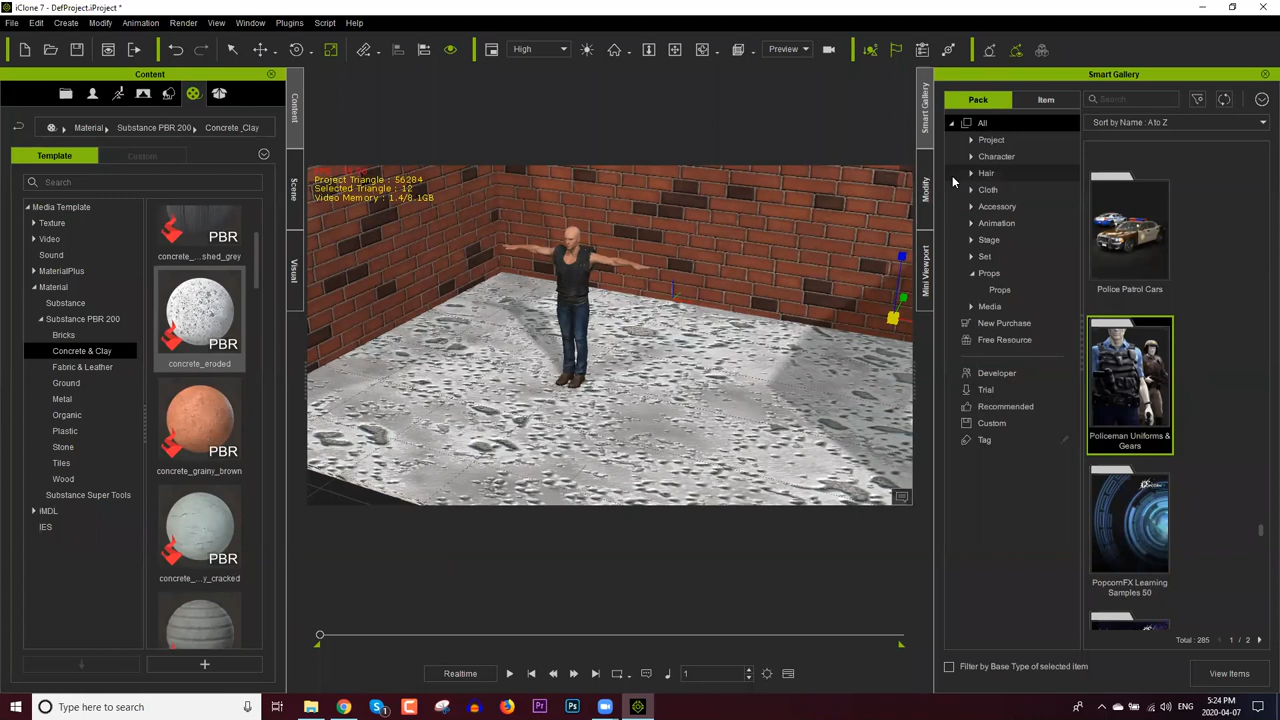 iClone 7 - DefProject.iProject *
File Edit Create Modify Animation Render View Window Plugins Script Help
High
Preview
Content
Material Substance PBR 200 Concrete_Clay
Template Custom
Search
Media Template
Texture
Video
Sound
MaterialPlus
Material
Substance
Substance PBR 200
Bricks
Concrete & Clay
Fabric & Leather
Ground
Metal
Organic
Plastic
Stone
Tiles
Wood
Substance Super Tools
IMDL
IES
PBR
concrete_...shed_grey
PBR
concrete_eroded
PBR
concrete_grainy_brown
PBR
concrete_...y_cracked
Content
Scene
Visual
Project Triangle : 56284
Selected Triangle : 12
Video Memory : 1.4/8.1GB
Realtime
1
Smart Gallery
Modify
Mini Viewport
Smart Gallery
Pack Item
Search
Sort by Name : A to Z
All
Project
Character
Hair
Cloth
Accessory
Animation
Stage
Set
Props
Props
Media
New Purchase
Free Resource
Developer
Trial
Recommended
Custom
Tag
Police Patrol Cars
Policeman Uniforms &
Gears
PopcornFX Learning
Samples 50
Total : 285 1 / 2
Filter by Base Type of selected item
View Items
Type here to search
Pr
Ps
ENG
5:24 PM
2020-04-07